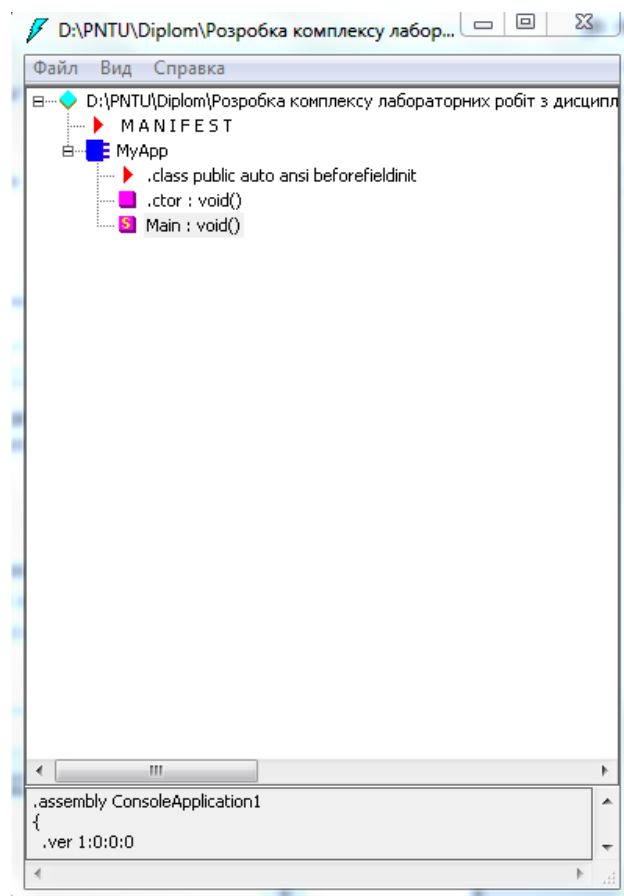 D:\PNTU\Diplom\Розробка комплексу лабор...
Файл Вид Справка
D:\PNTU\Diplom\Розробка комплексу лабораторних робіт з дисципл
M A N I F E S T
MyApp
.class public auto ansi beforefieldinit
.ctor : void()
S Main : void()
.assembly ConsoleApplication1
{
.ver 1:0:0:0